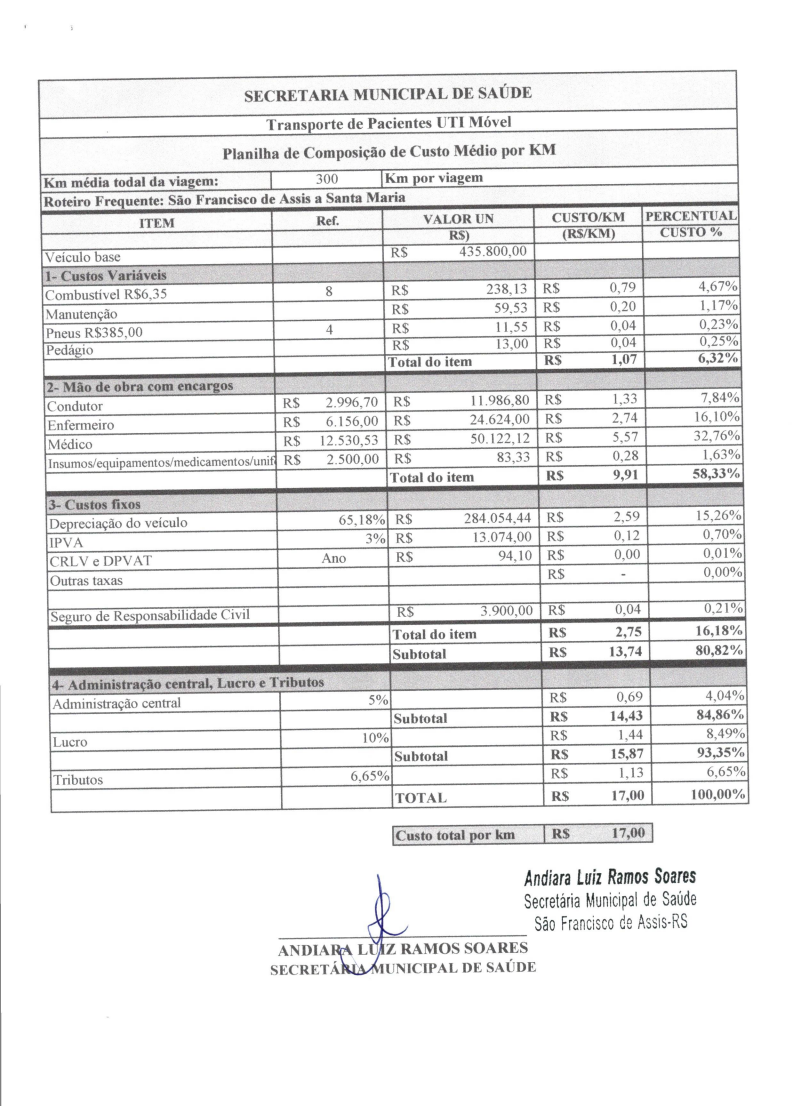 SECRETARIA MUNICIPAL DE SAÚDE
Transporte de Pacientes UTI Móvel
Planilha de Composição de Custo Médio por KM
Km média todal da viagem: 300 Km por viagem
Roteiro Frequente: São Francisco de Assis a Santa Maria
ITEM Ref. VALOR UN CUSTO/KM PERCENTUAL
R$) (R$/KM) CUSTO %
Veículo base R$ 435.800,00
1- Custos Variáveis
Combustível R$6,35 8 R$ 238,13 R$ 0,79 4,67%
Manutenção R$ 59,53 R$ 0,20 1,17%
Pneus R$385,00 4 R$ 11,55 R$ 0,04 0,23%
Pedágio R$ 13,00 R$ 0,04 0,25%
Total do item R$ 1,07 6,32%
2- Mão de obra com encargos
Condutor R$ 2.996,70 R$ 11.986,80 R$ 1,33 7,84%
Enfermeiro R$ 6.156,00 R$ 24.624,00 R$ 2,74 16,10%
Médico R$ 12.530,53 R$ 50.122,12 R$ 5,57 32,76%
Insumos/equipamentos/medicamentos/unif R$ 2.500,00 R$ 83,33 R$ 0,28 1,63%
Total do item R$ 9,91 58,33%
3- Custos fixos
Depreciação do veículo 65,18% R$ 284.054,44 R$ 2,59 15,26%
IPVA 3% R$ 13.074,00 R$ 0,12 0,70%
CRLV e DPVAT Ano R$ 94,10 R$ 0,00 0,01%
Outras taxas R$ - 0,00%
Seguro de Responsabilidade Civil R$ 3.900,00 R$ 0,04 0,21%
Total do item R$ 2,75 16,18%
Subtotal R$ 13,74 80,82%
4- Administração central, Lucro e Tributos
Administração central 5% R$ 0,69 4,04%
Subtotal R$ 14,43 84,86%
Lucro 10% R$ 1,44 8,49%
Subtotal R$ 15,87 93,35%
Tributos 6,65% R$ 1,13 6,65%
TOTAL R$ 17,00 100,00%
Custo total por km R$ 17,00
Andiara Luiz Ramos Soares
Secretária Municipal de Saúde
São Francisco de Assis-RS
ANDIARA LUIZ RAMOS SOARES
SECRETÁRIA MUNICIPAL DE SAÚDE